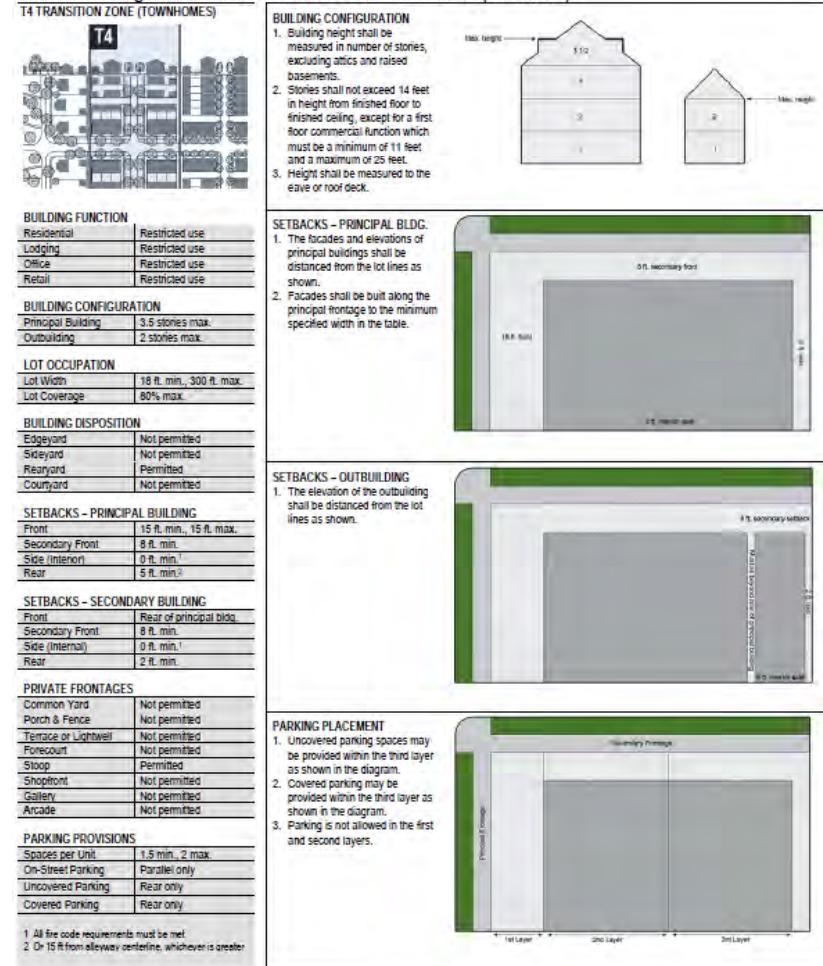 T4 TRANSITION ZONE (TOWNHOMES)
T4
BUILDING FUNCTION
Residential Restricted use
Lodging Restricted use
Office Restricted use
Retail Restricted use
BUILDING CONFIGURATION
Principal Building 3.5 stories max.
Outbuilding 2 stories max.
LOT OCCUPATION
Lot Width 18 ft. min., 300 ft. max.
Lot Coverage 80% max.
BUILDING DISPOSITION
Edgeyard Not permitted
Sideyard Not permitted
Rearyard Permitted
Courtyard Not permitted
SETBACKS – PRINCIPAL BUILDING
Front 15 ft. min., 15 ft. max.
Secondary Front 8 ft. min.
Side (Interior) 0 ft. min.¹
Rear 5 ft. min.²
SETBACKS – SECONDARY BUILDING
Front Rear of principal bldg.
Secondary Front 8 ft. min.
Side (Internal) 0 ft. min.¹
Rear 2 ft. min.
PRIVATE FRONTAGES
Common Yard Not permitted
Porch & Fence Not permitted
Terrace or Lightwell Not permitted
Forecourt Not permitted
Stoop Permitted
Shopfront Not permitted
Gallery Not permitted
Arcade Not permitted
PARKING PROVISIONS
Spaces per Unit 1.5 min., 2 max.
On-Street Parking Parallel only
Uncovered Parking Rear only
Covered Parking Rear only
1 All fire code requirements must be met
2 Or 15 ft from alleyway centerline, whichever is greater
BUILDING CONFIGURATION
1. Building height shall be
measured in number of stories,
excluding attics and raised
basements.
2. Stories shall not exceed 14 feet
in height from finished floor to
finished ceiling, except for a first
floor commercial function which
must be a minimum of 11 feet
and a maximum of 25 feet.
3. Height shall be measured to the
eave or roof deck.
Max. height
Max. height
2
1
SETBACKS – PRINCIPAL BLDG.
1. The facades and elevations of
principal buildings shall be
distanced from the lot lines as
shown.
2. Facades shall be built along the
principal frontage to the minimum
specified width in the table.
secondary front
SETBACKS – OUTBUILDING
1. The elevation of the outbuilding
shall be distanced from the lot
lines as shown.
secondary setback
PARKING PLACEMENT
1. Uncovered parking spaces may
be provided within the third layer
as shown in the diagram.
2. Covered parking may be
provided within the third layer as
shown in the diagram.
3. Parking is not allowed in the first
and second layers.
Secondary Frontage
Principal Frontage
1st Layer
2nd Layer
3rd Layer